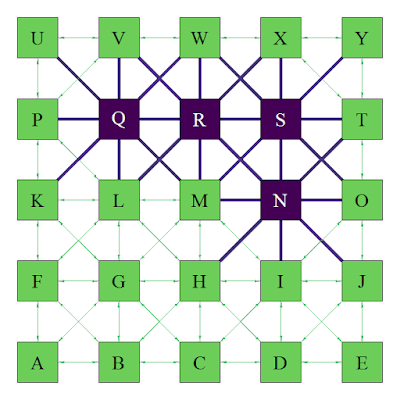 U V W X Y
P Q R S T
K L M N O
F G H I J
A B C D E